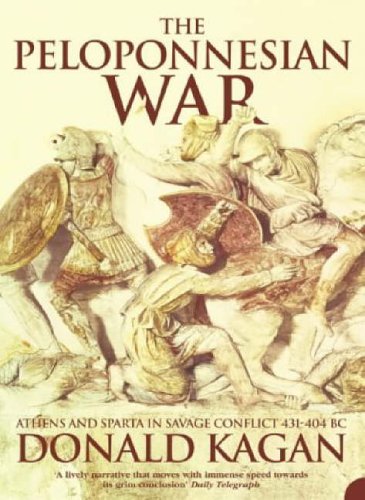 THE
PELOPONNESIAN
WAR
ATHENS AND SPARTA IN SAVAGE CONFLICT 431-404 BC
DONALD KAGAN
'A lively narrative that moves with immense speed towards
its grim conclusion' Daily Telegraph